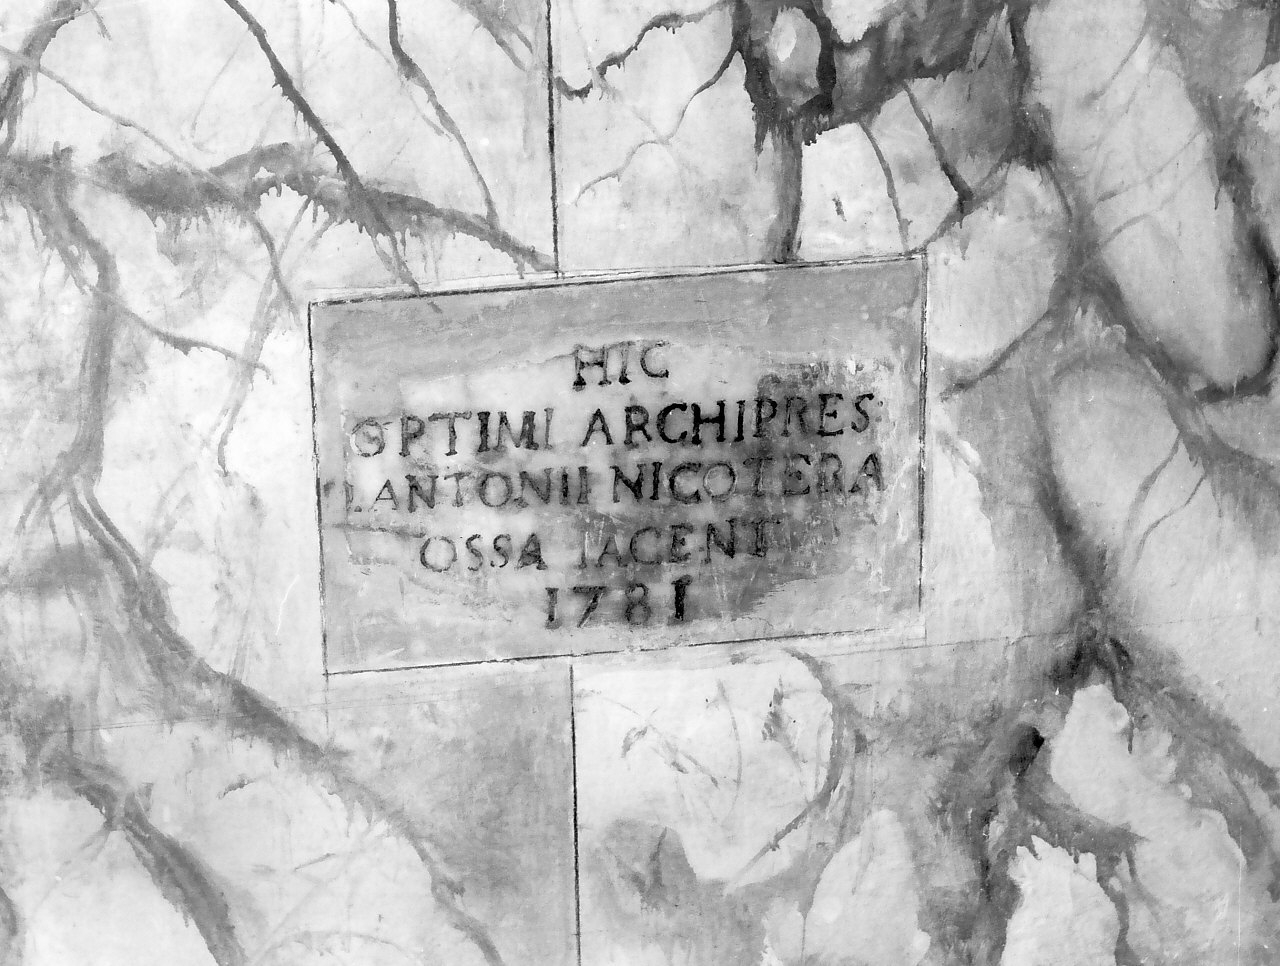 HIC
OPTIMI ARCHIPRES
L.ANTONII NICOTERA
OSSA IACENT
1781